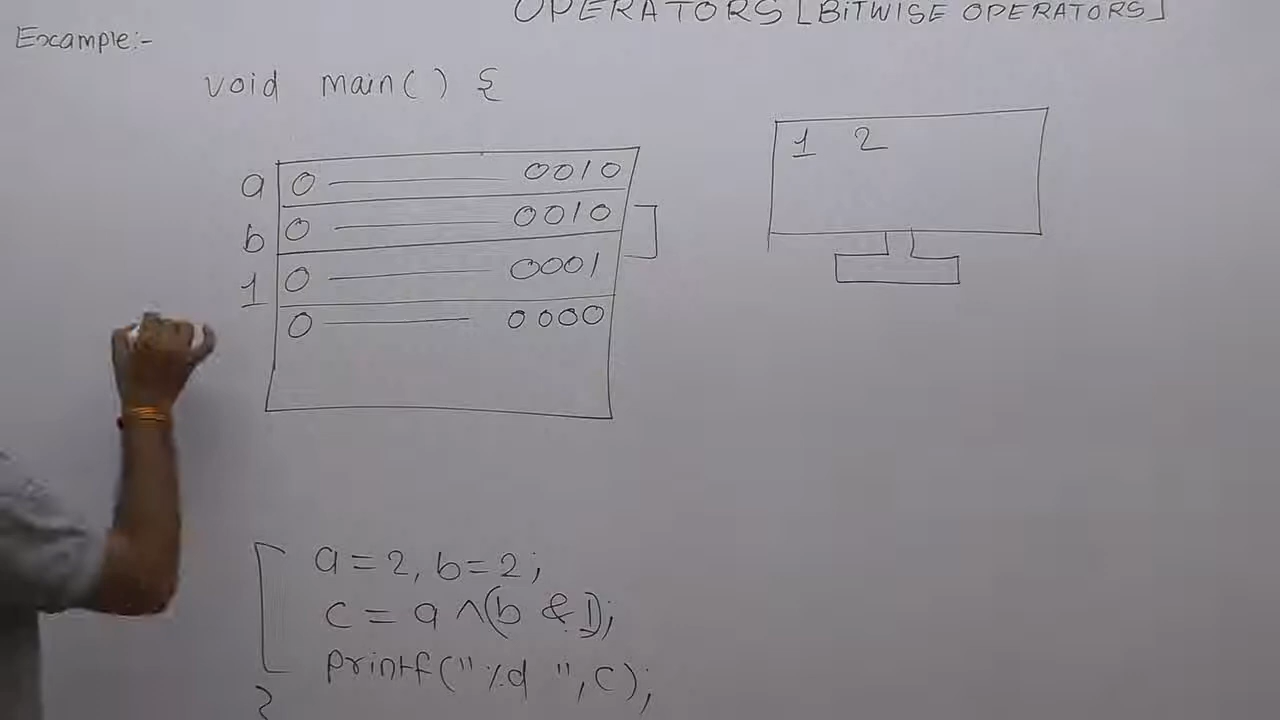 OPERATORS [BITWISE OPERATORS]
Example:-
void main() {
a 0 0010
b 0 0010
1 0 0001
0 0000
1 2
a=2, b=2;
c = a ^(b & 1);
printf("%d ", c);
}